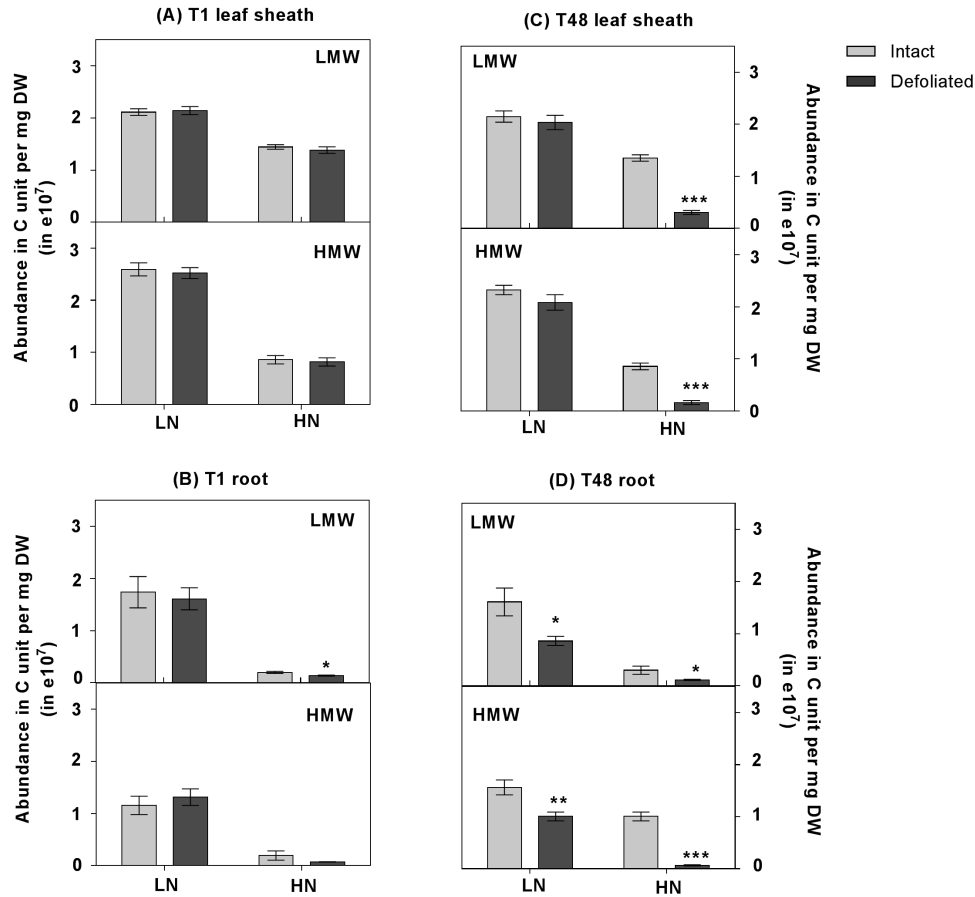 (A) T1 leaf sheath
(C) T48 leaf sheath
Intact
Defoliated
Abundance in C unit per mg DW
(in e10⁷)
3
2
1
0
LMW
3
2
1
0
HMW
LN HN
LMW
***
3
2
1
0
HMW
***
3
2
1
0
LN HN
Abundance in C unit per mg DW
(in e10⁷)
(B) T1 root
(D) T48 root
Abundance in C unit per mg DW
(in e10⁷)
3
2
1
0
LMW
*
3
2
1
0
HMW
LN HN
LMW
*
*
3
2
1
0
HMW
**
***
3
2
1
0
LN HN
Abundance in C unit per mg DW
(in e10⁷)